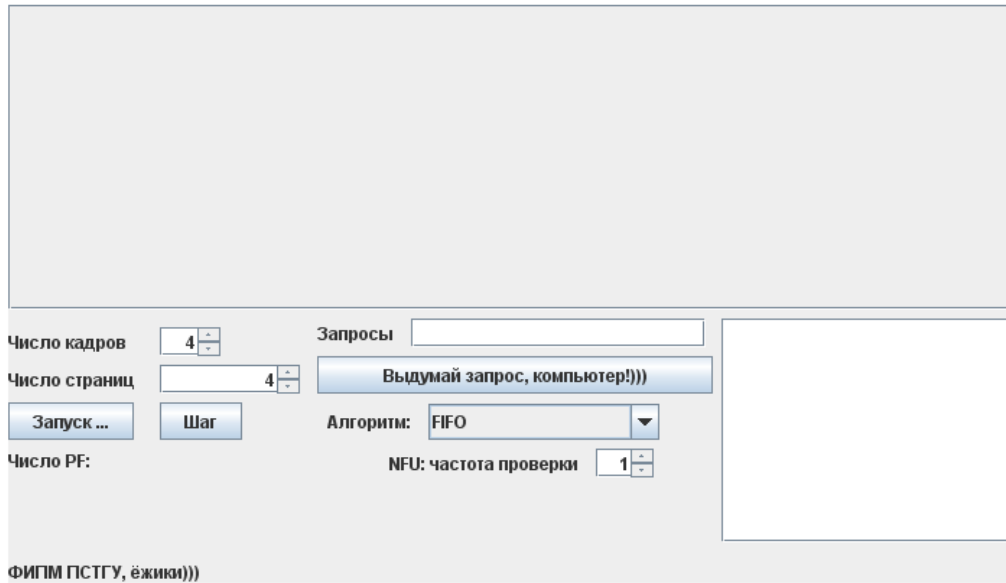 Число кадров 4
Запросы
Число страниц 4
Выдумай запрос, компьютер!)))
Запуск ...
Шаг
Алгоритм: FIFO
Число PF:
NFU: частота проверки 1
ФИПМ ПСТГУ, ёжики)))